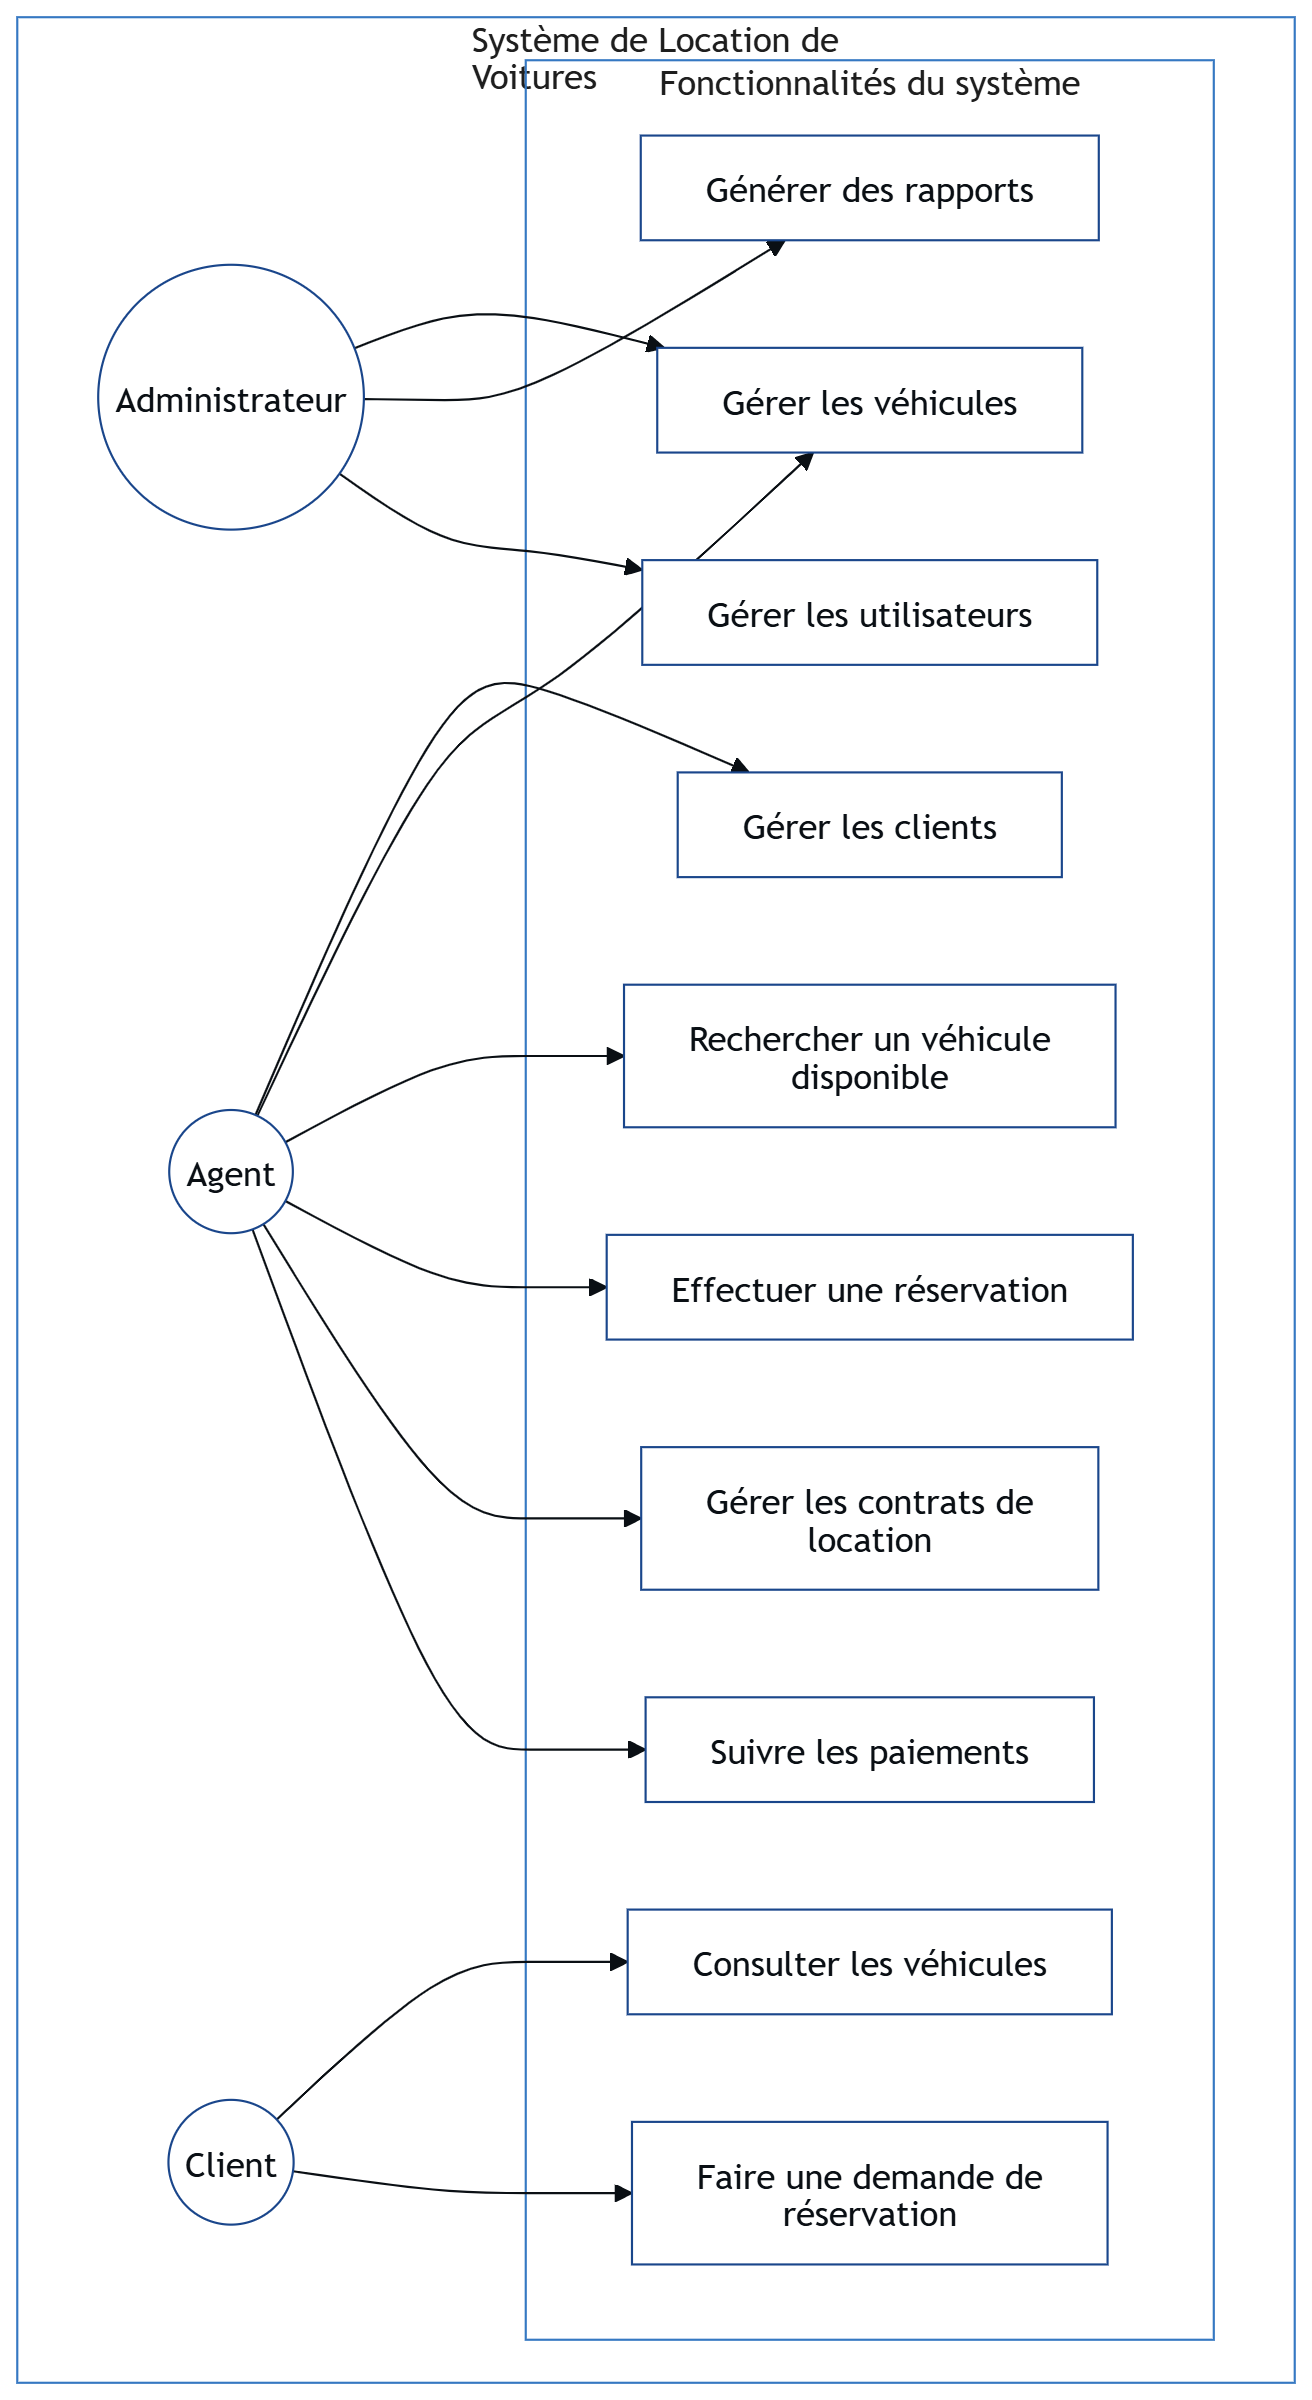 Système de Location de
Voitures
Fonctionnalités du système
Générer des rapports
Administrateur
Gérer les véhicules
Gérer les utilisateurs
Gérer les clients
Rechercher un véhicule
disponible
Agent
Effectuer une réservation
Gérer les contrats de
location
Suivre les paiements
Consulter les véhicules
Client
Faire une demande de
réservation